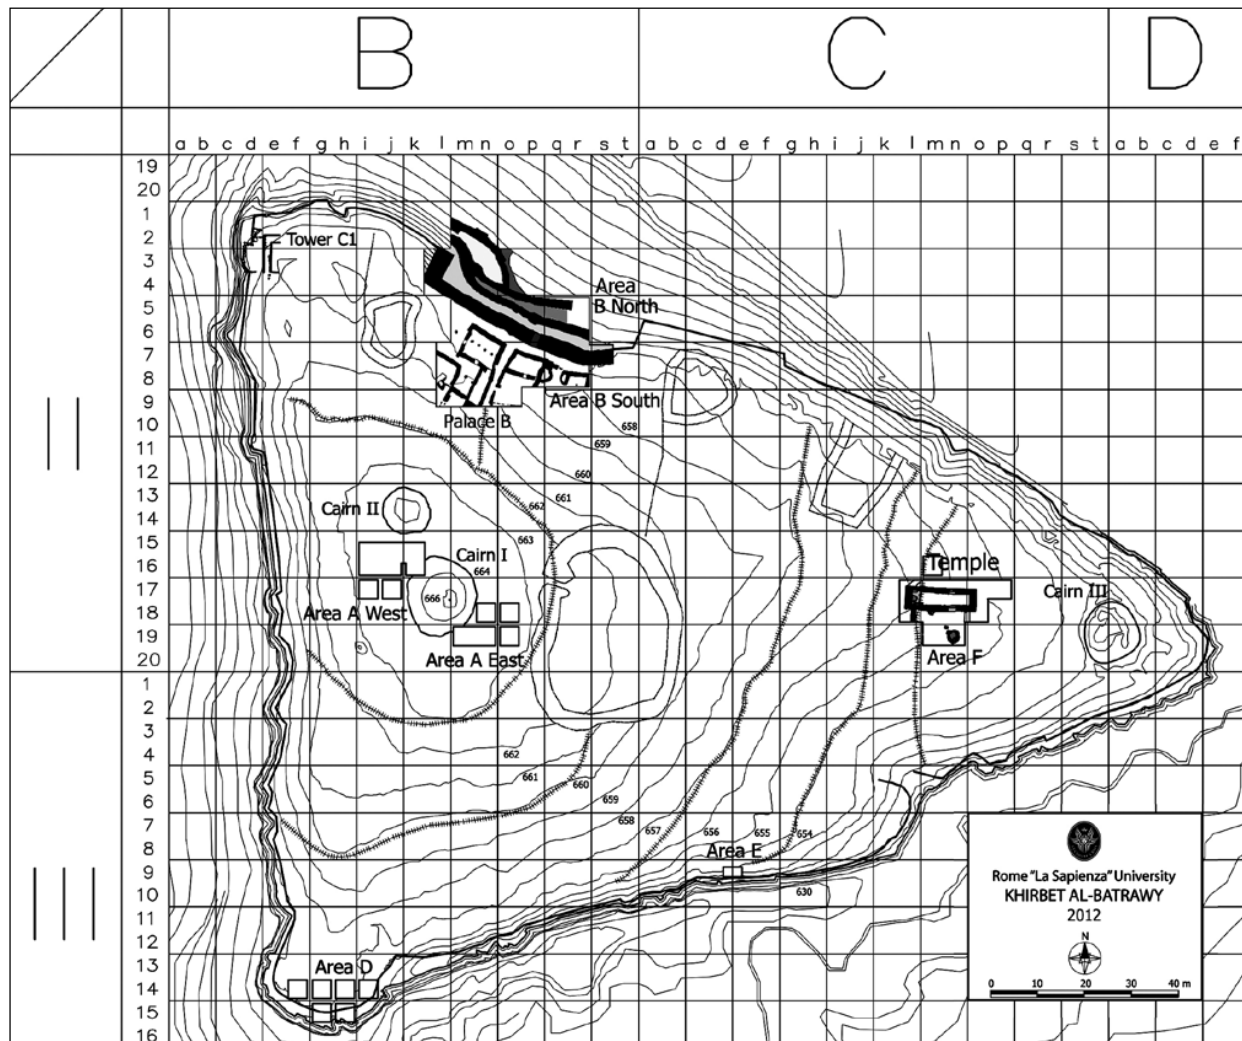 B C D
a b c d e f g h i j k l m n o p q r s t a b c d e f g h i j k l m n o p q r s t a b c d e f
II
19
20
1
2
3
4
5
6
7
8
9
10
11
12
13
14
15
16
17
18
19
20
III
1
2
3
4
5
6
7
8
9
10
11
12
13
14
15
16
Tower C1
Area
B North
Area B South
Palace B
658
659
660
661
662
663
664
666
Cairn II
Cairn I
Area A West
Area A East
Temple
Cairn III
Area F
662
661
660
659
658
657
656
655
654
Area E
630
Area D
Rome "La Sapienza" University
KHIRBET AL-BATRAWY
2012
N
0 10 20 30 40 m